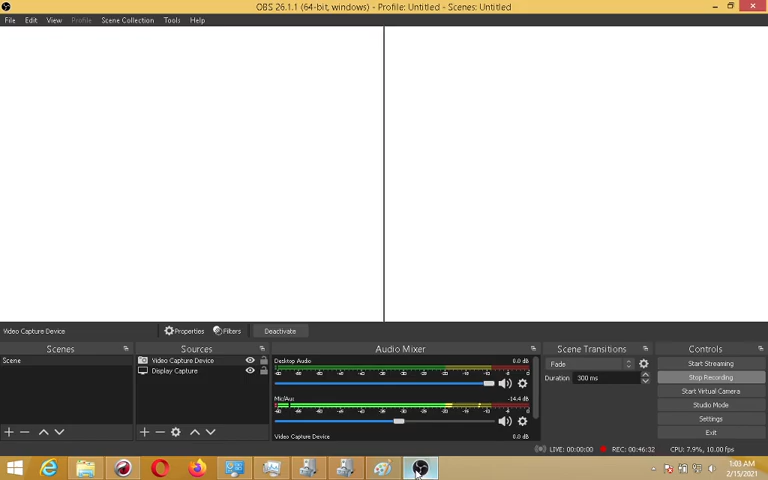 OBS 26.1.1 (64-bit, windows) - Profile: Untitled - Scenes: Untitled
File Edit View Profile Scene Collection Tools Help
Video Capture Device Properties Filters Deactivate
Scenes Sources Audio Mixer Scene Transitions Controls
Scene
Video Capture Device
Display Capture
Desktop Audio 0.0 dB
Mic/Aux -14.4 dB
Video Capture Device 0.0 dB
Fade
Duration 300 ms
Start Streaming
Stop Recording
Start Virtual Camera
Studio Mode
Settings
Exit
LIVE: 00:00:00 REC: 00:46:32 CPU: 7.9%, 10.00 fps
1:03 AM
2/15/2021